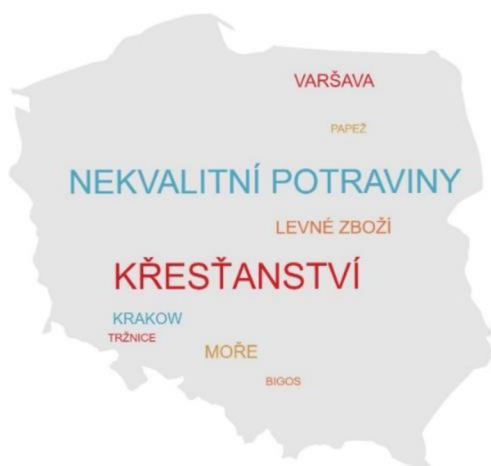 VARŠAVA
PAPEŽ
NEKVALITNÍ POTRAVINY
LEVNÉ ZBOŽÍ
KŘESŤANSTVÍ
KRAKOW
TRŽNICE
MOŘE
BIGOS